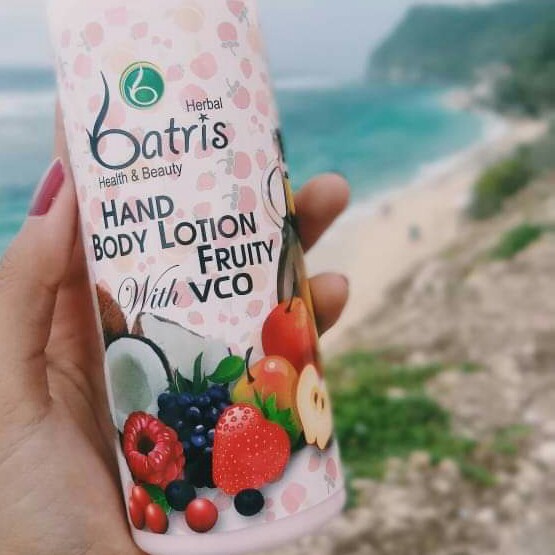 Herbal
batris
Health & Beauty
HAND
BODY LOTION
FRUITY
With VCO